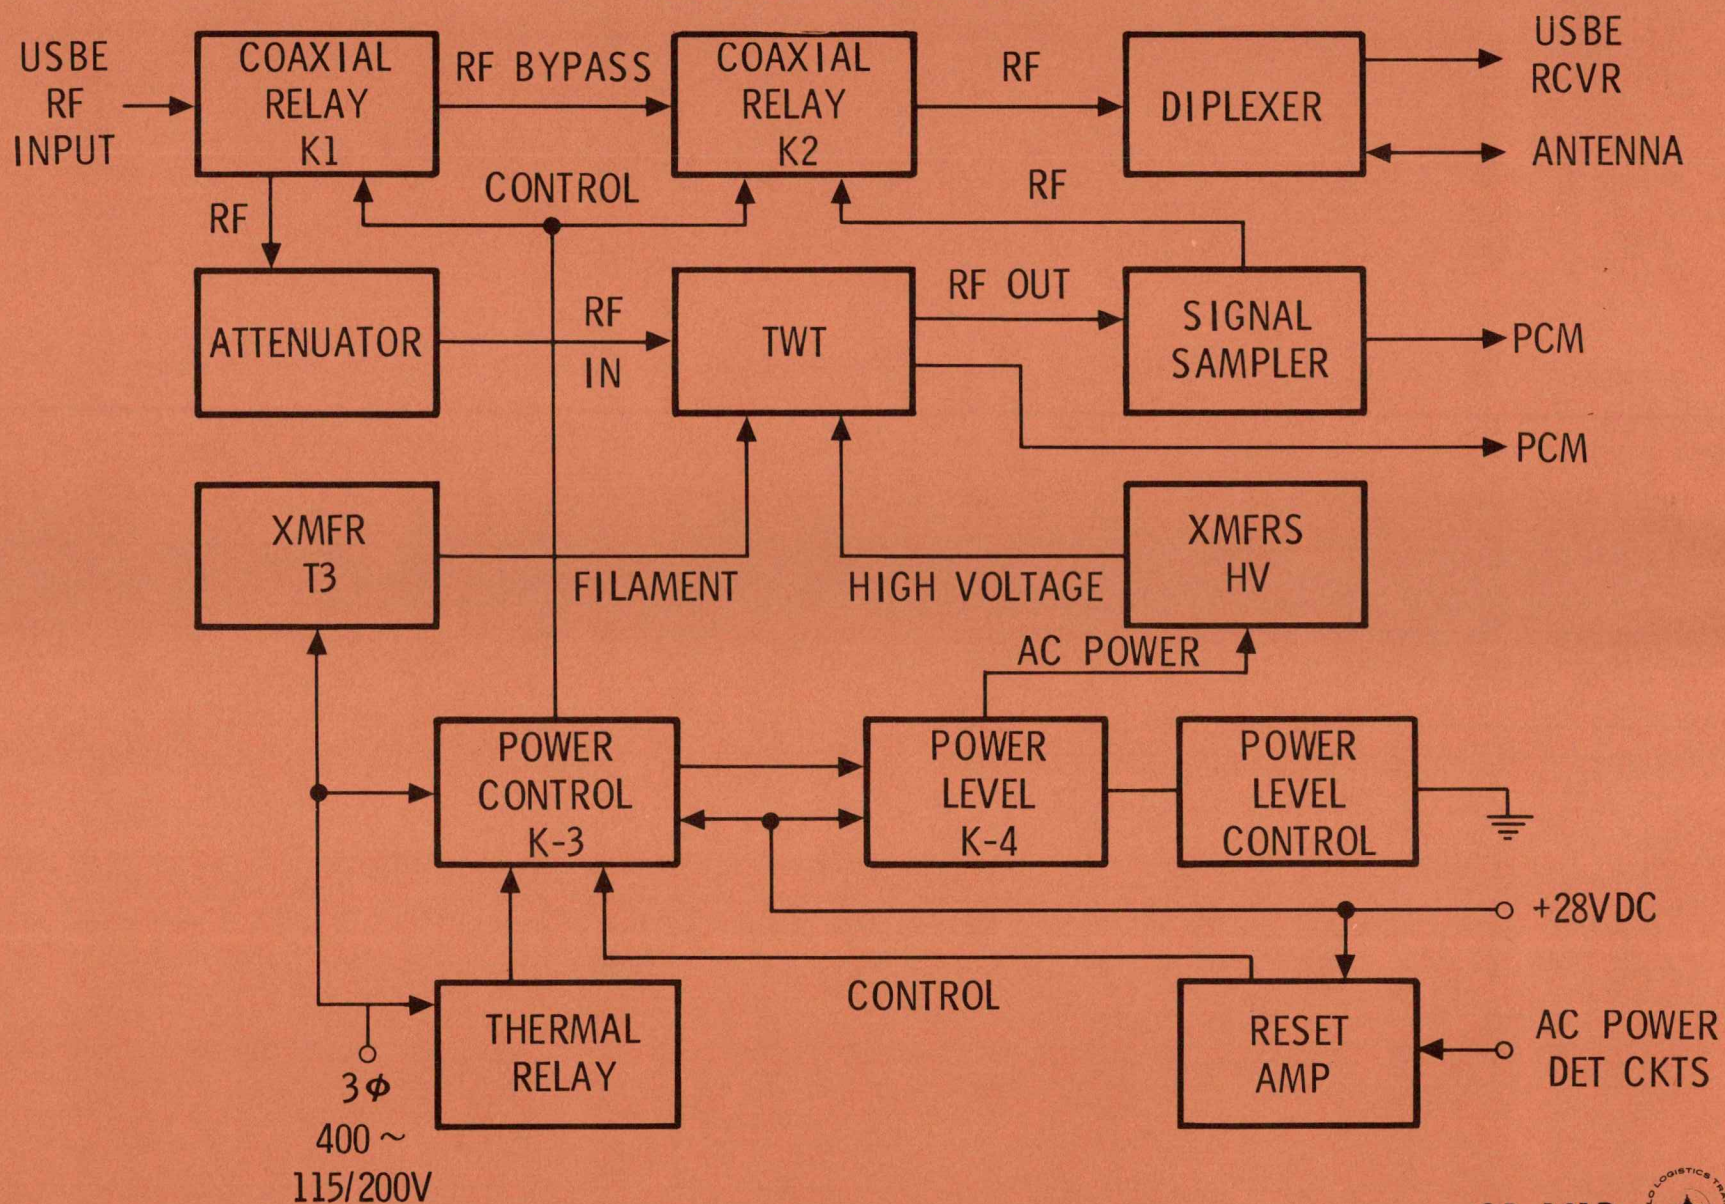 USBE
RF
INPUT
COAXIAL
RELAY
K1
RF BYPASS
COAXIAL
RELAY
K2
RF
DIPLEXER
USBE
RCVR
ANTENNA
RF
CONTROL
RF
ATTENUATOR
RF
IN
TWT
RF OUT
SIGNAL
SAMPLER
PCM
PCM
XMFR
T3
FILAMENT
HIGH VOLTAGE
XMFRS
HV
AC POWER
POWER
CONTROL
K-3
POWER
LEVEL
K-4
POWER
LEVEL
CONTROL
+28VDC
CONTROL
THERMAL
RELAY
RESET
AMP
AC POWER
DET CKTS
3Φ
400 ~
115/200V
LOGISTICS